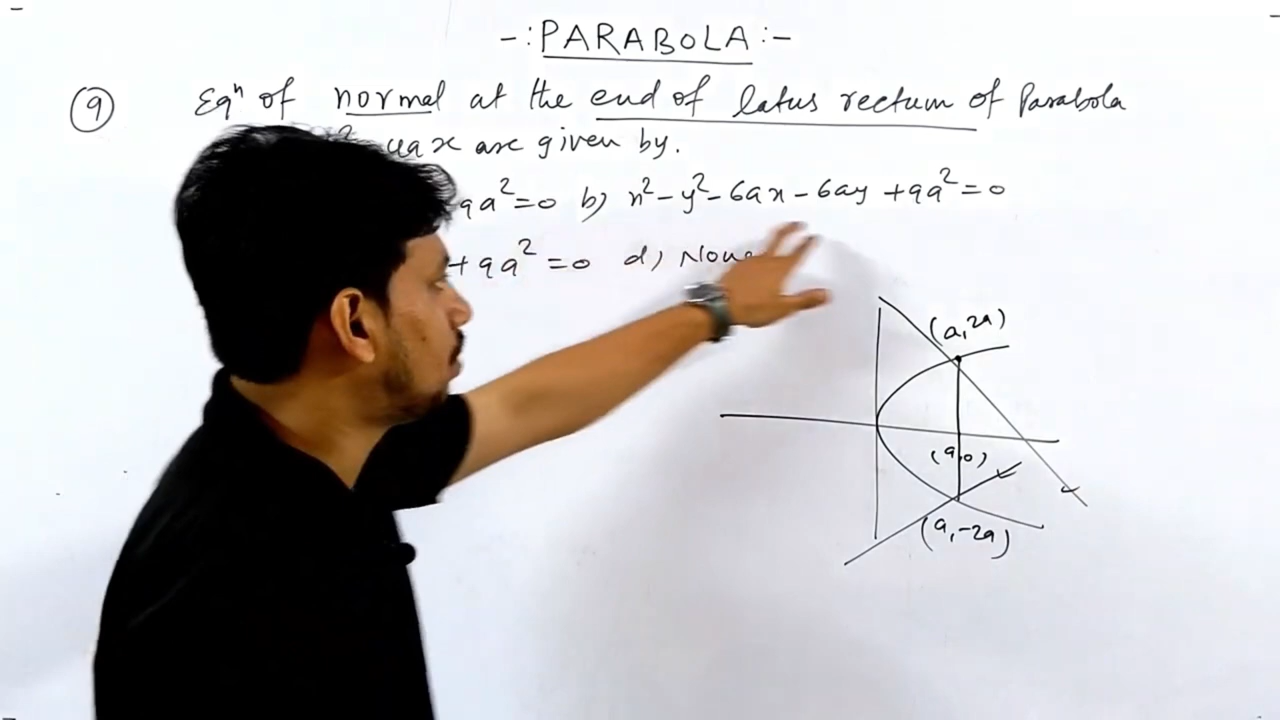 -: PARABOLA :-
9 Eqⁿ of normal at the end of latus rectum of Parabola
4ax are given by.
9a² = 0 b) x² - y² - 6ax - 6ay + 9a² = 0
+ 9a² = 0 d) None
(a, 2a)
(a, 0)
(a, -2a)